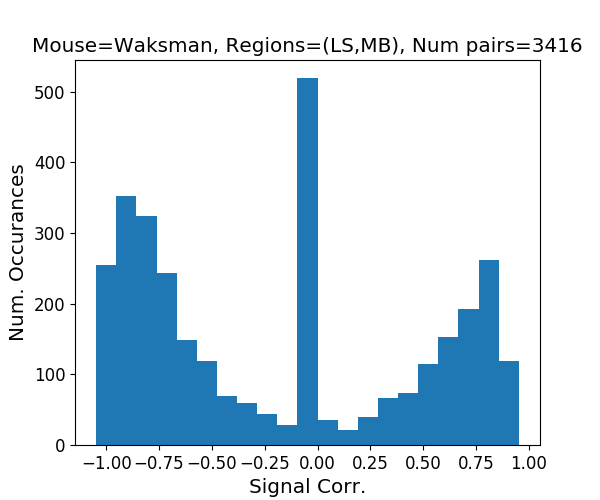 Mouse=Waksman, Regions=(LS,MB), Num pairs=3416
500
400
300
200
100
0
Num. Occurances
−1.00 −0.75 −0.50 −0.25 0.00 0.25 0.50 0.75 1.00
Signal Corr.